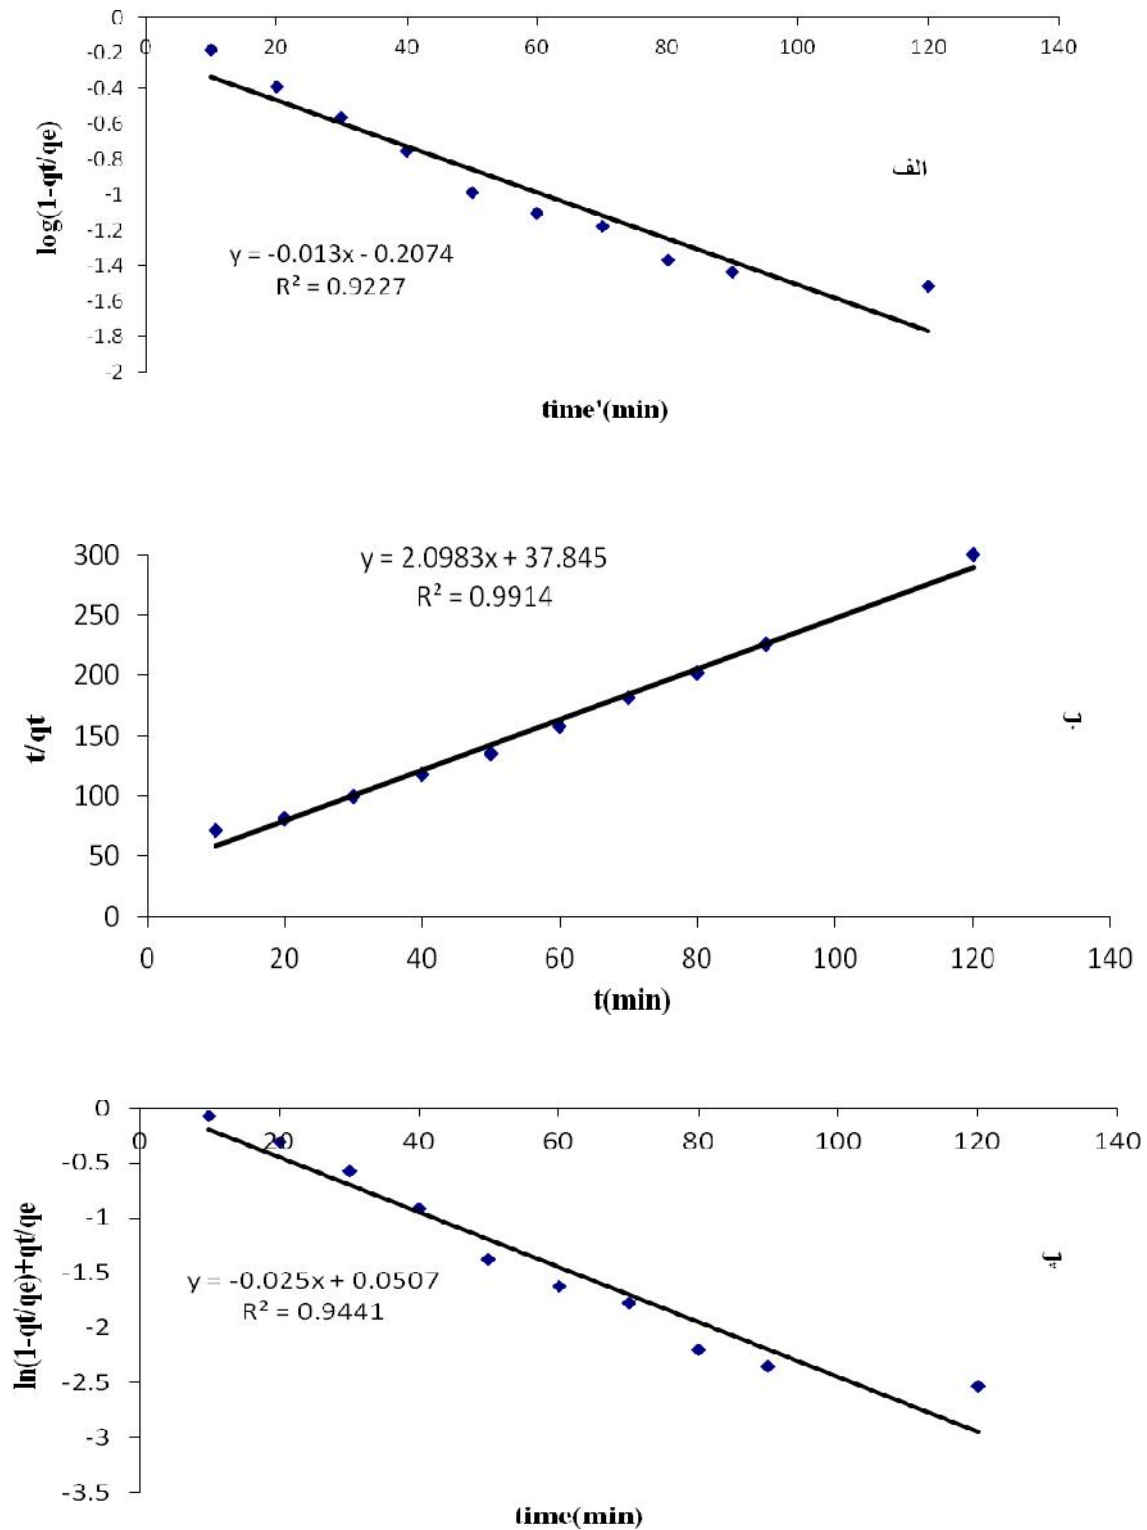 0
0 20 40 60 80 100 120 140
-0.2
-0.4
-0.6
-0.8
-1
-1.2
-1.4
-1.6
-1.8
-2
log(1-qt/qe)
الف
y = -0.013x - 0.2074
R² = 0.9227
time'(min)
y = 2.0983x + 37.845
R² = 0.9914
300
250
200
150
100
50
0
t/qt
0 20 40 60 80 100 120 140
t(min)
0
0 20 40 60 80 100 120 140
-0.5
-1
-1.5
-2
-2.5
-3
-3.5
ln(1-qt/qe)+qt/qe
y = -0.025x + 0.0507
R² = 0.9441
time(min)